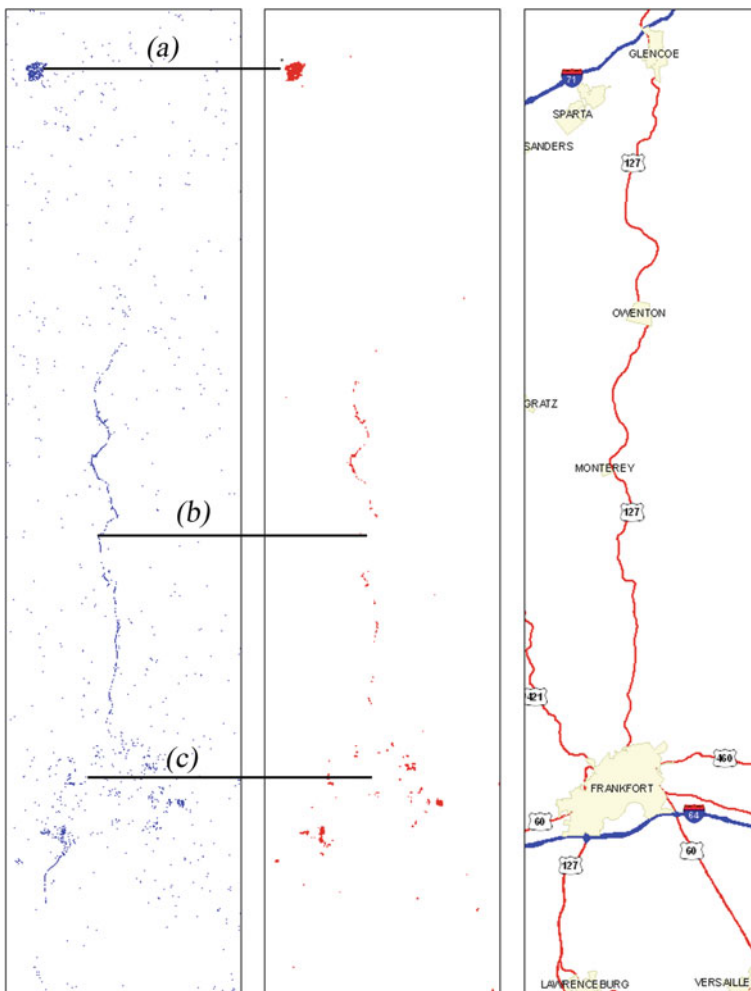 (a)
(b)
(c)
GLENCOE
71
SPARTA
SANDERS
127
OWENTON
GRATZ
MONTEREY
127
421
460
FRANKFORT
60
64
127
60
LAWRENCEBURG
VERSAILLE